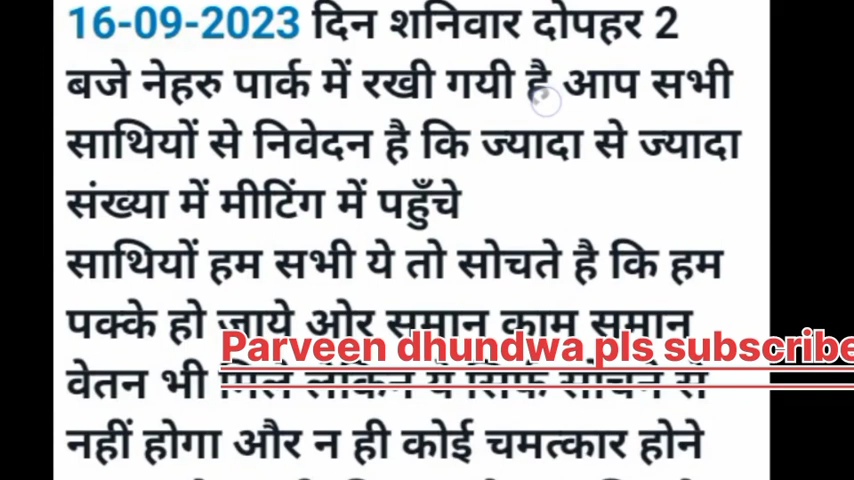 16-09-2023 दिन शनिवार दोपहर 2
बजे नेहरु पार्क में रखी गयी है आप सभी
साथियों से निवेदन है कि ज्यादा से ज्यादा
संख्या में मीटिंग में पहुँचे
साथियों हम सभी ये तो सोचते है कि हम
पक्के हो जाये ओर समान काम समान
Parveen dhundwa pls subscribe
वेतन भी मिले लेकिन ये सिर्फ सोचने से
नहीं होगा और न ही कोई चमत्कार होने